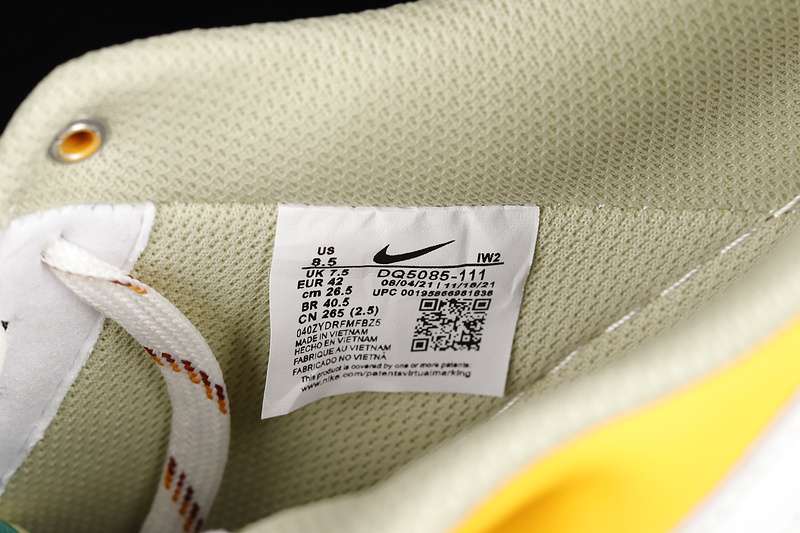 US
8.5
IW2
UK 7.5
DQ5085-111
EUR 42
08/04/21 | 11/18/21
cm 26.5
UPC 00195866981836
BR 40.5
CN 265 (2.5)
040ZYDRFMFBZ5
MADE IN VIETNAM
HECHO EN VIETNAM
FABRIQUE AU VIETNAM
FABRICADO NO VIETNÃ
This product is covered by one or more patents.
www.nike.com/patentsvirtualmarking